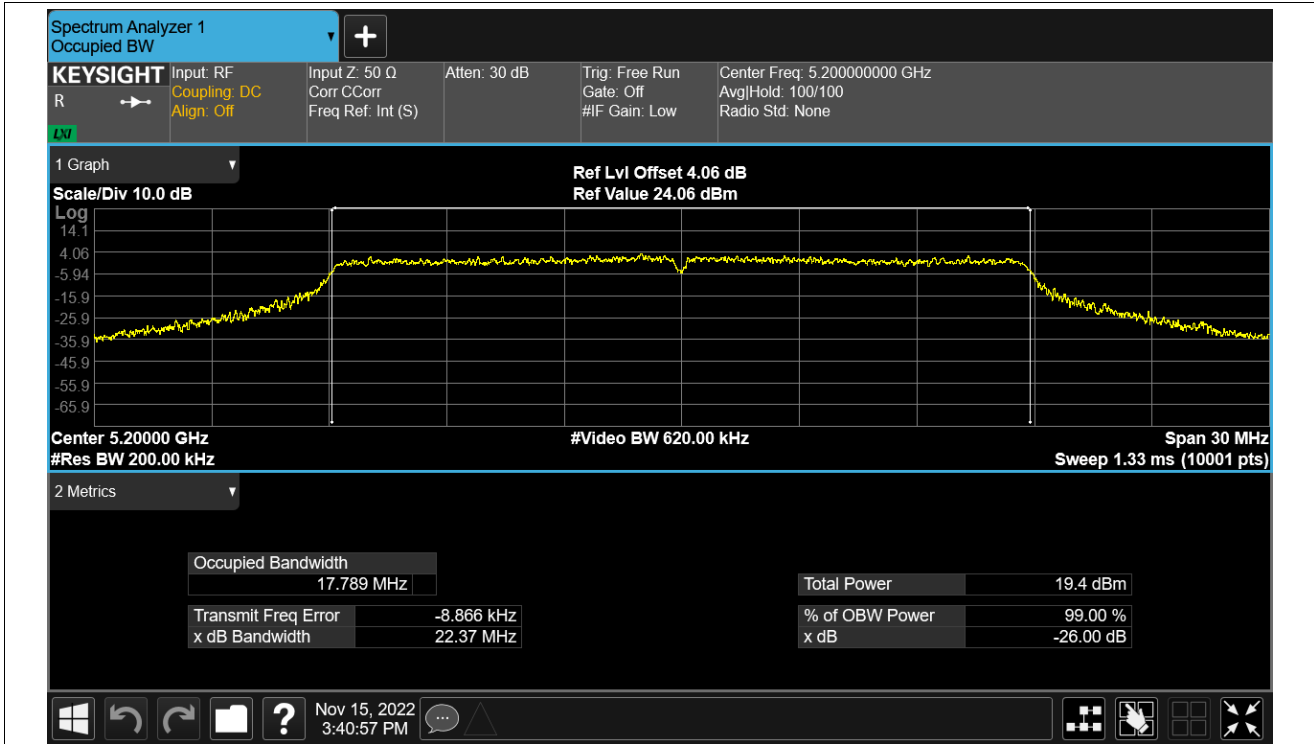 Spectrum Analyzer 1
Occupied BW
KEYSIGHT
R
LXI
Input: RF
Coupling: DC
Align: Off
Input Z: 50 Ω
Corr CCorr
Freq Ref: Int (S)
Atten: 30 dB
Trig: Free Run
Gate: Off
#IF Gain: Low
Center Freq: 5.200000000 GHz
Avg|Hold: 100/100
Radio Std: None
1 Graph
Ref Lvl Offset 4.06 dB
Scale/Div 10.0 dB
Ref Value 24.06 dBm
Log
14.1
4.06
-5.94
-15.9
-25.9
-35.9
-45.9
-55.9
-65.9
Center 5.20000 GHz
#Video BW 620.00 kHz
Span 30 MHz
#Res BW 200.00 kHz
Sweep 1.33 ms (10001 pts)
2 Metrics
Occupied Bandwidth
17.789 MHz
Total Power 19.4 dBm
Transmit Freq Error -8.866 kHz
% of OBW Power 99.00 %
x dB Bandwidth 22.37 MHz
x dB -26.00 dB
?
Nov 15, 2022
3:40:57 PM